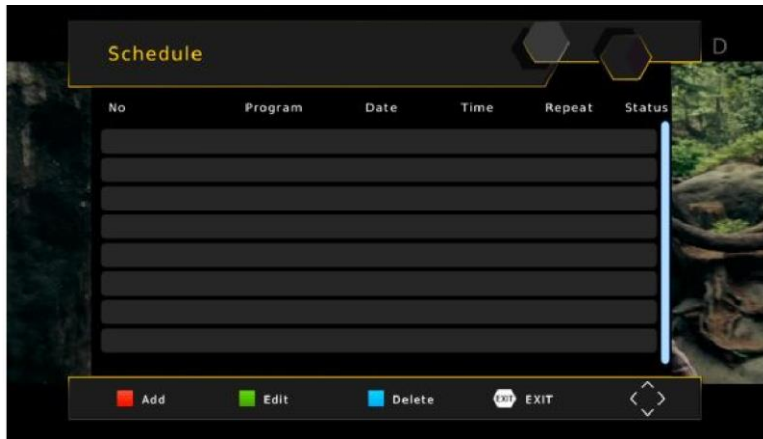 Schedule
D
No Program Date Time Repeat Status
Add Edit Delete EXIT EXIT